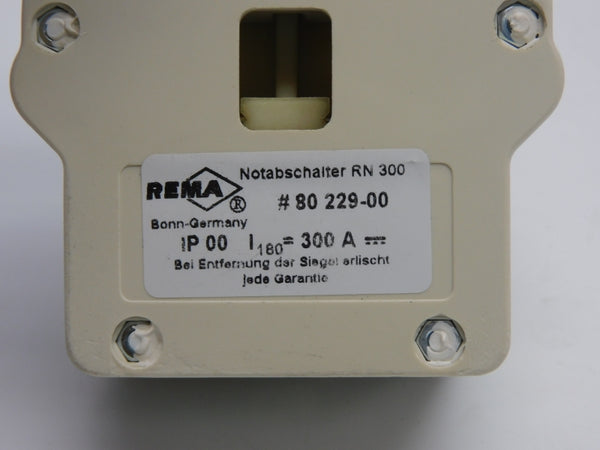 Notabschalter RN 300
REMA ®
# 80 229-00
Bonn-Germany
IP 00 I180= 300 A ⎓
Bei Entfernung der Siegel erlischt
jede Garantie